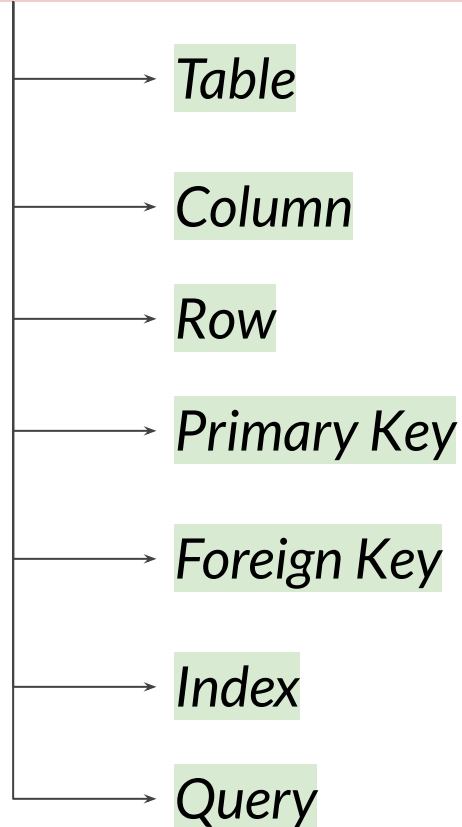 Table
Column
Row
Primary Key
Foreign Key
Index
Query